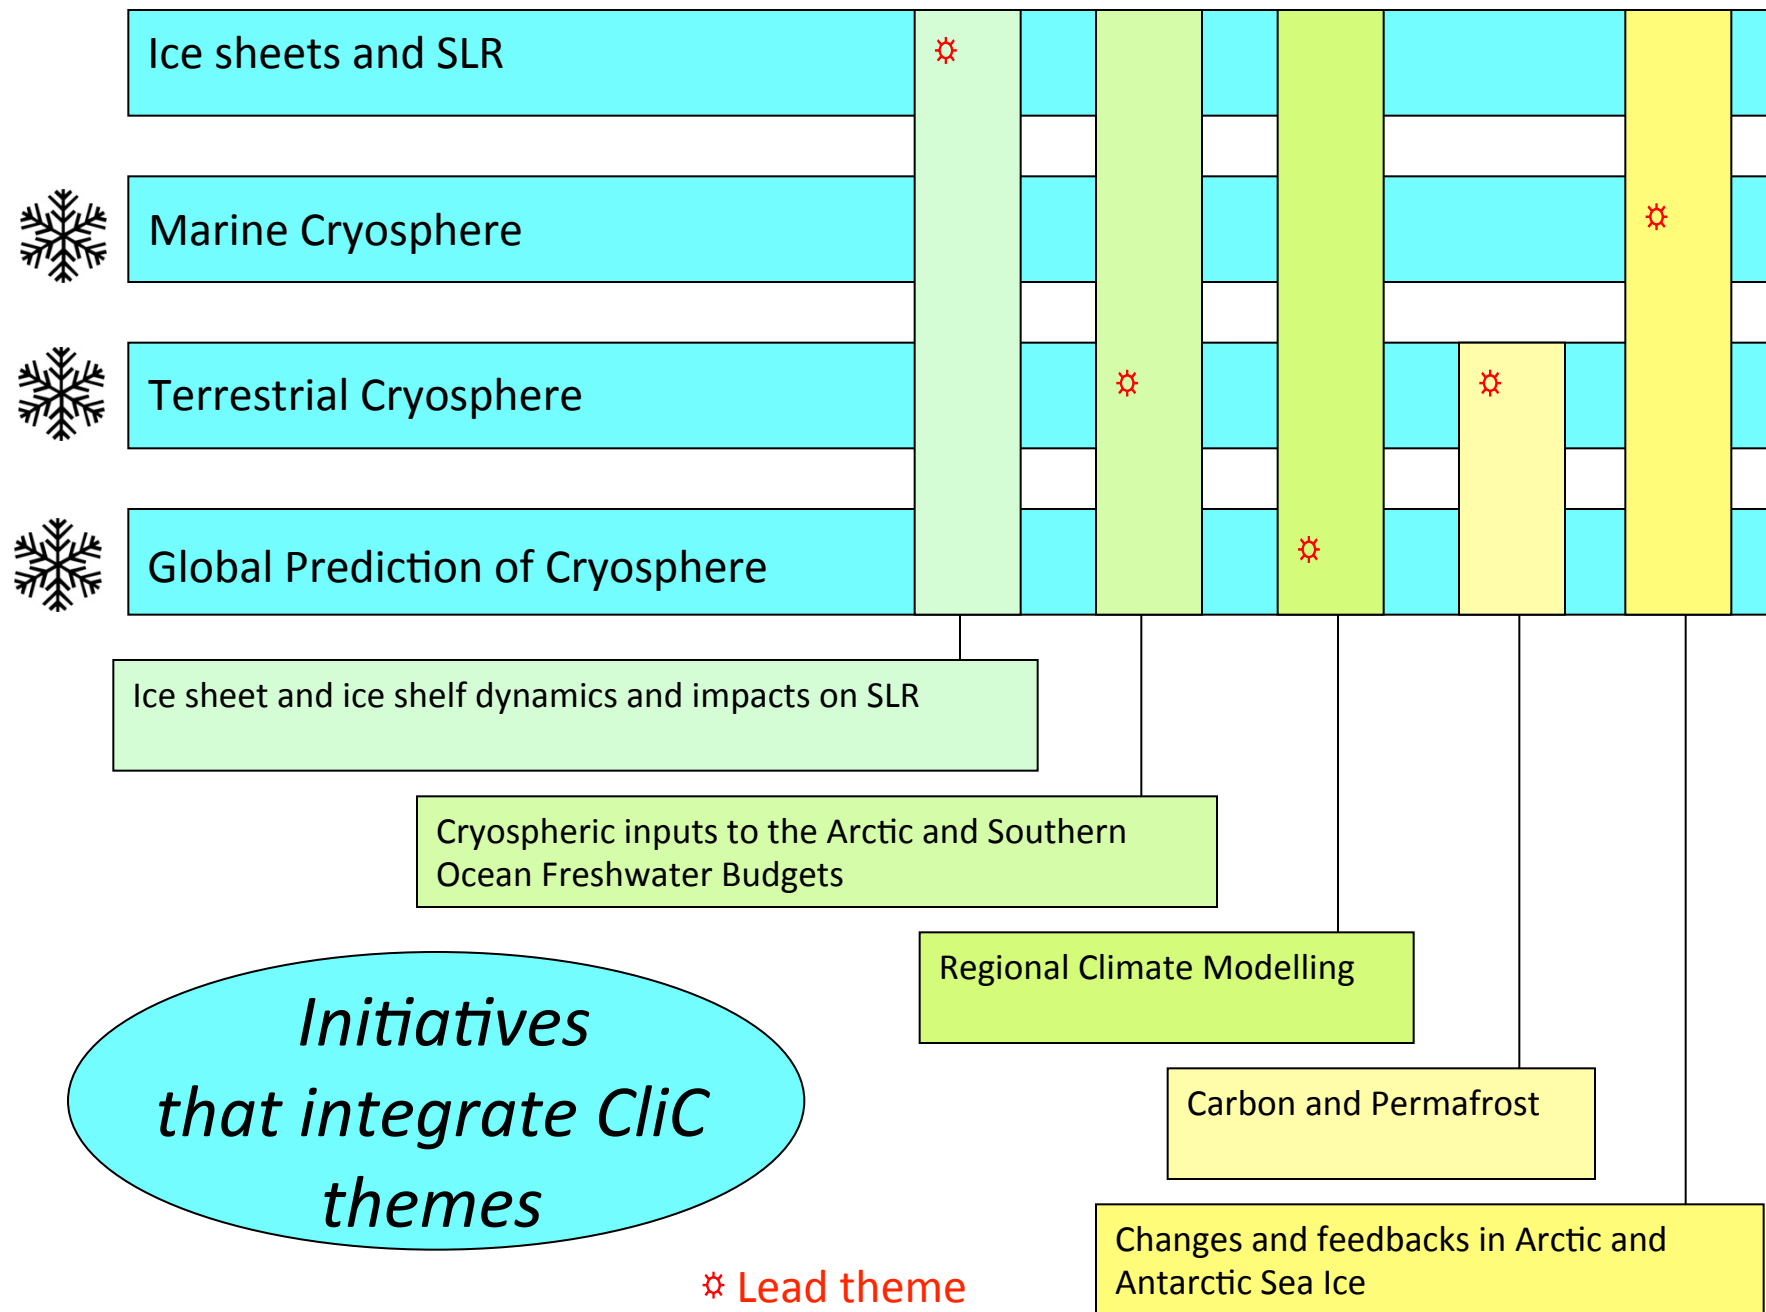 Ice sheets and SLR
Marine Cryosphere
Terrestrial Cryosphere
Global Prediction of Cryosphere
Ice sheet and ice shelf dynamics and impacts on SLR
Cryospheric inputs to the Arctic and Southern
Ocean Freshwater Budgets
Regional Climate Modelling
Carbon and Permafrost
Changes and feedbacks in Arctic and
Antarctic Sea Ice
Initiatives
that integrate CliC
themes
Lead theme